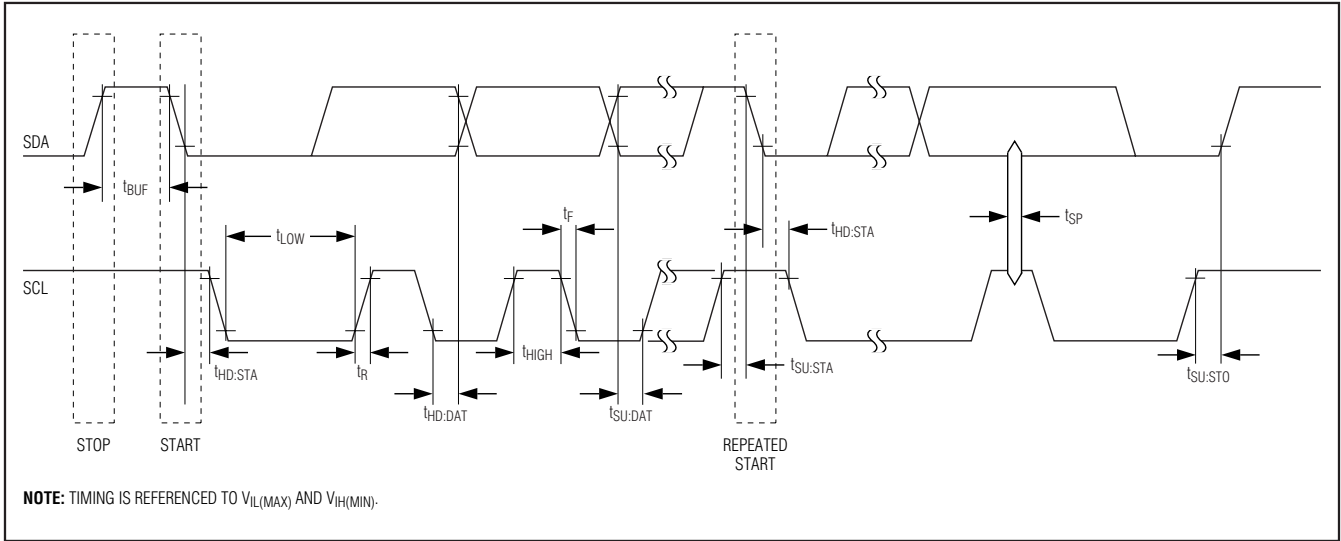 SDA
tBUF
tLOW
tF
tHD:STA
tSP
SCL
tHD:STA
tR
tHD:DAT
tHIGH
tSU:DAT
tSU:STA
tSU:STO
STOP
START
REPEATED
START
NOTE: TIMING IS REFERENCED TO VIL(MAX) AND VIH(MIN).